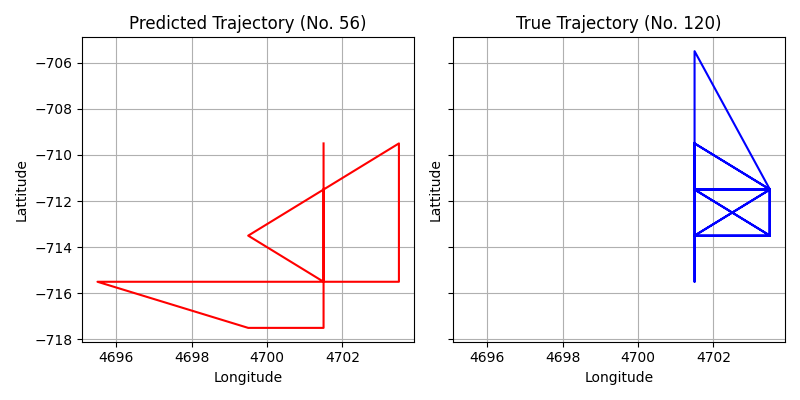 Predicted Trajectory (No. 56)
True Trajectory (No. 120)
−706
−708
−710
−712
−714
−716
−718
Lattitude
Lattitude
4696 4698 4700 4702
4696 4698 4700 4702
Longitude
Longitude